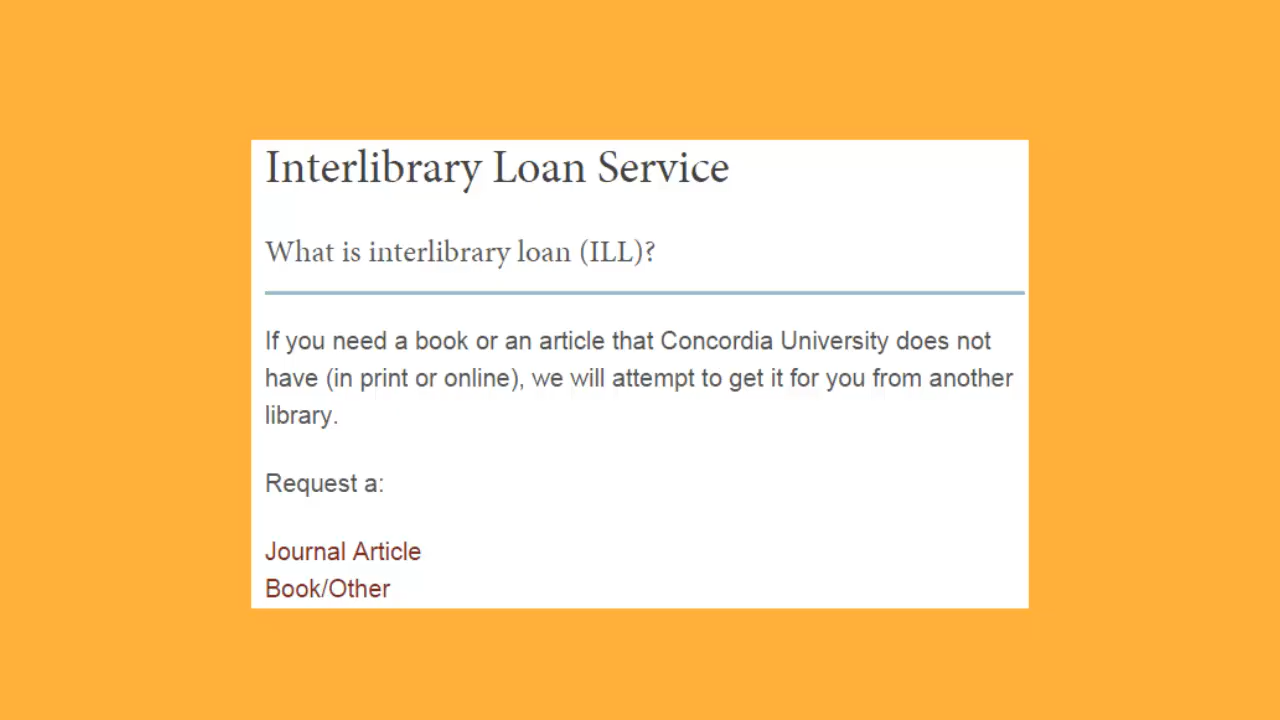 Interlibrary Loan Service
What is interlibrary loan (ILL)?
If you need a book or an article that Concordia University does not
have (in print or online), we will attempt to get it for you from another
library.
Request a:
Journal Article
Book/Other